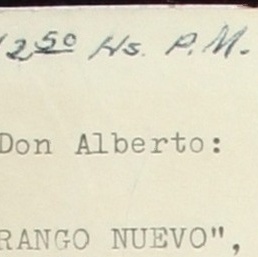 12 50 Hs. P.M.
Don Alberto:
RANGO NUEVO",